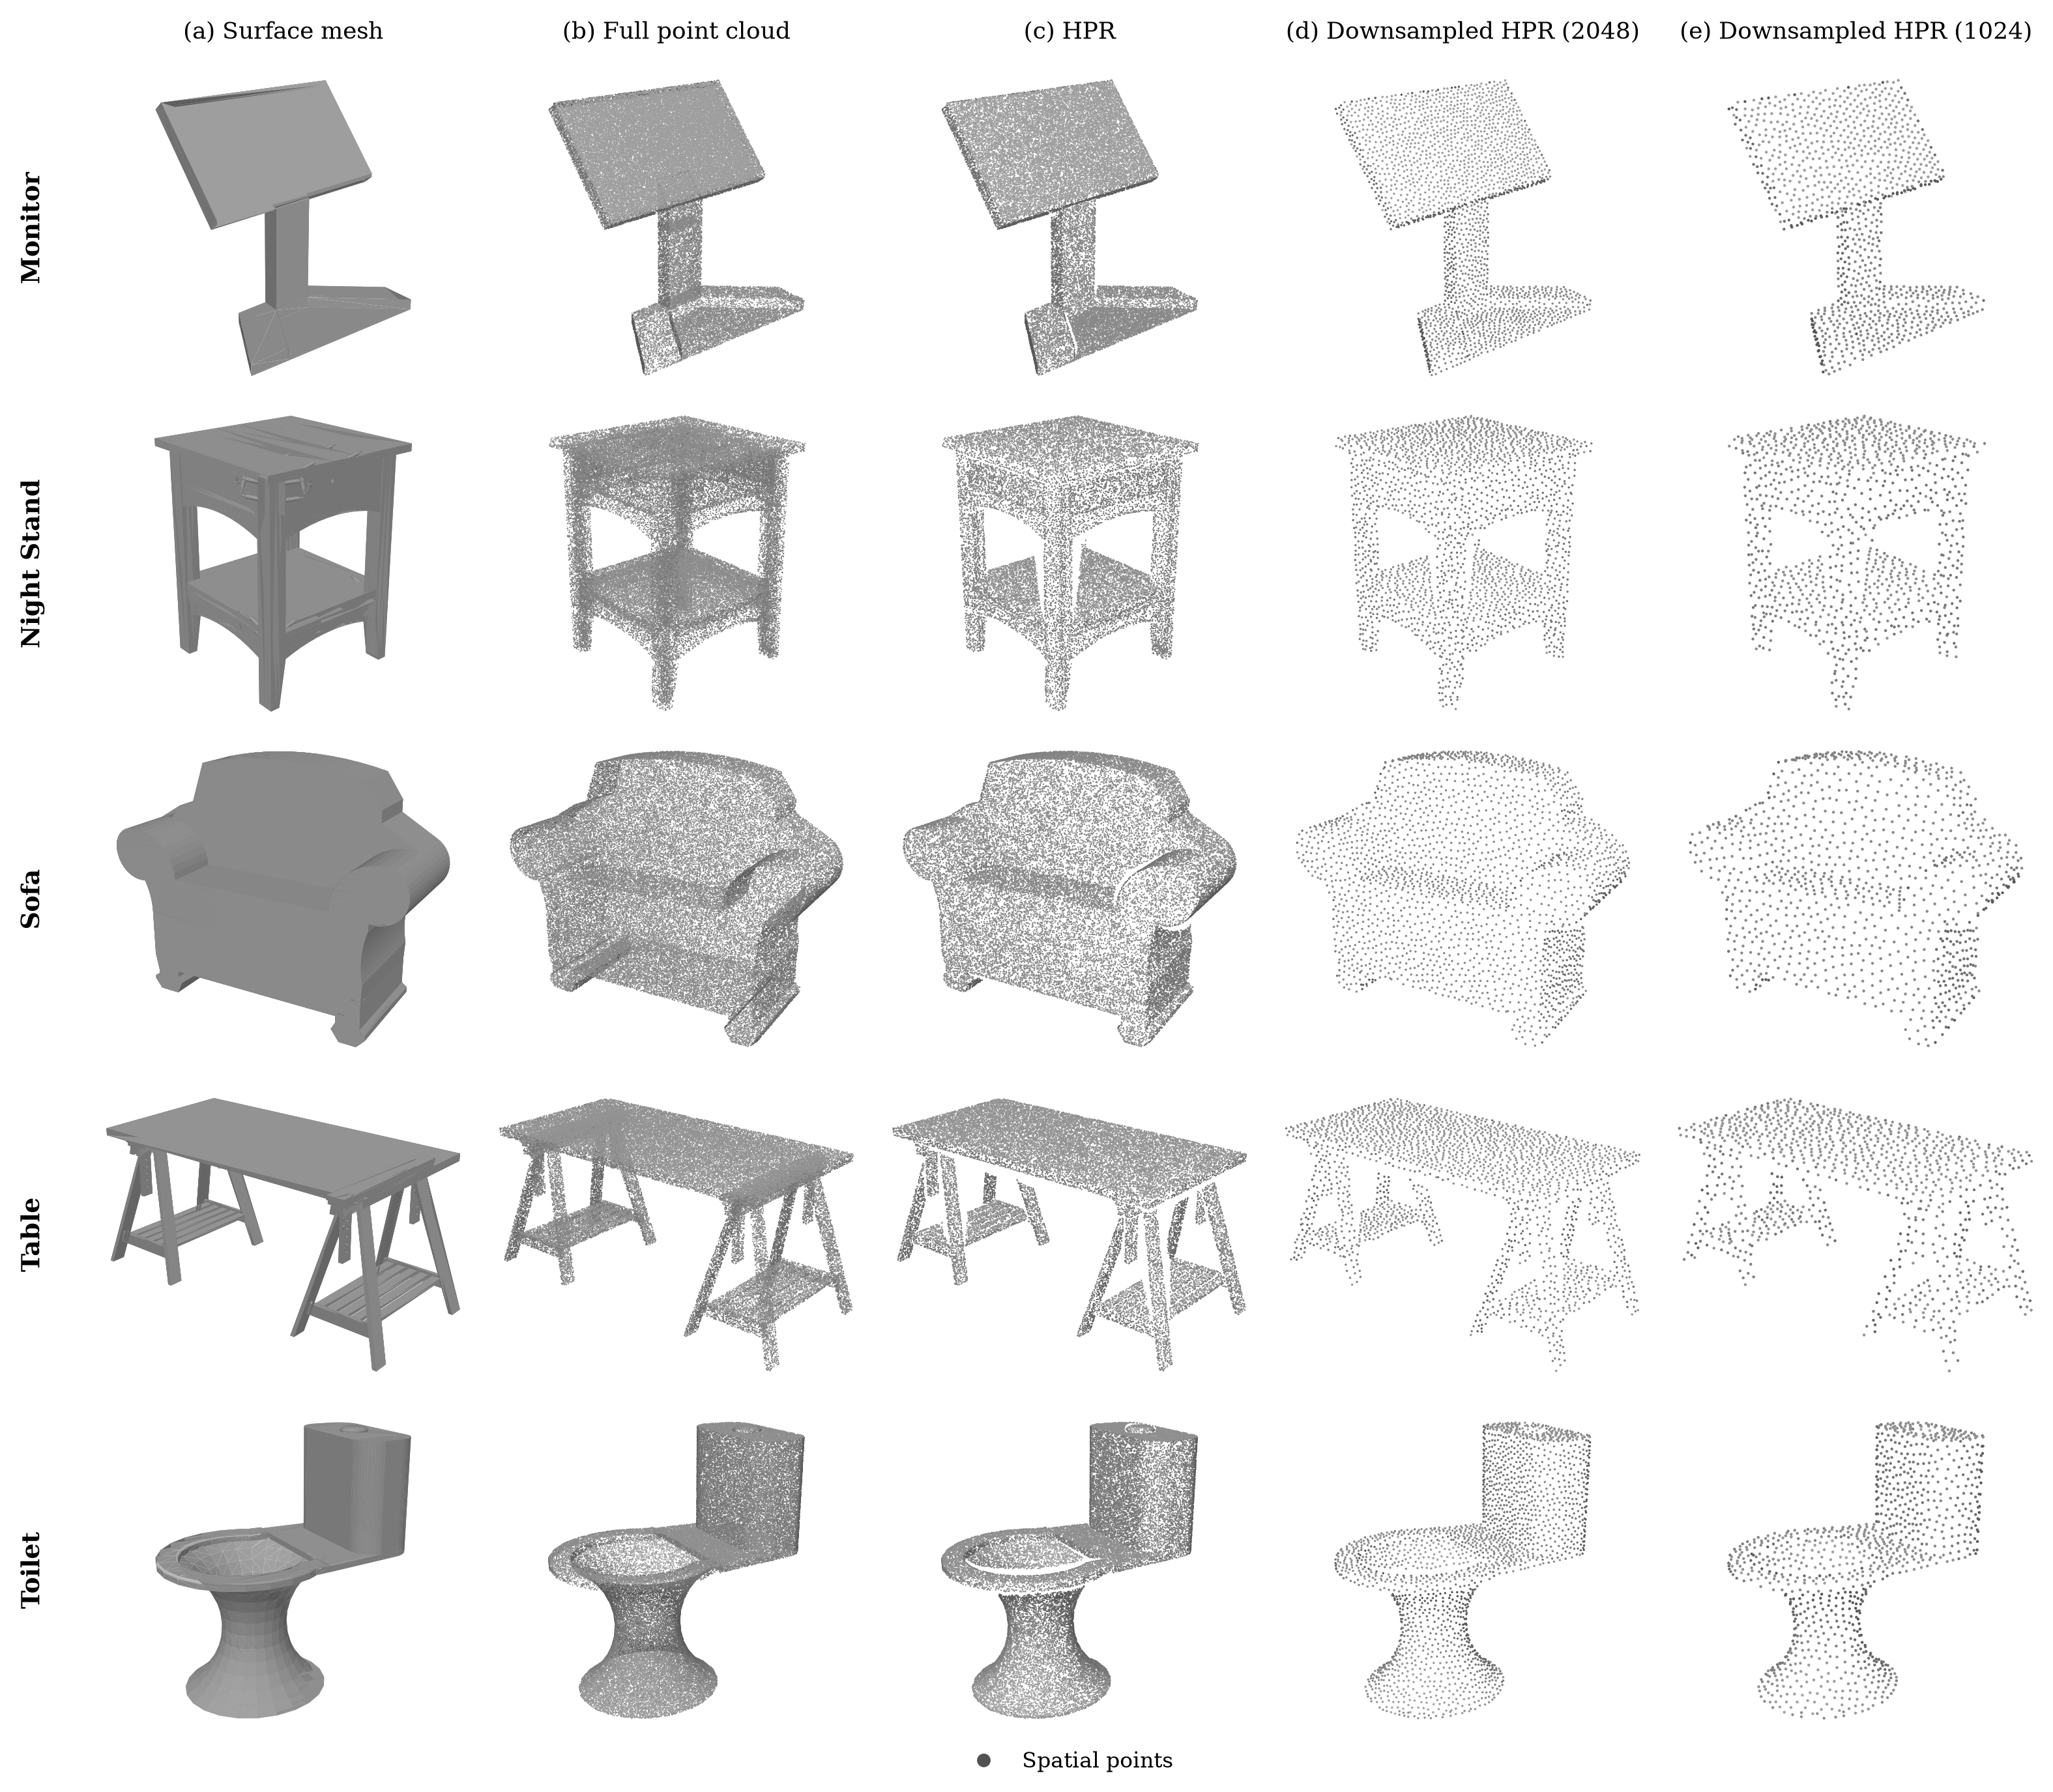 (a) Surface mesh
(b) Full point cloud
(c) HPR
(d) Downsampled HPR (2048)
(e) Downsampled HPR (1024)
Monitor
Night Stand
Sofa
Table
Toilet
Spatial points